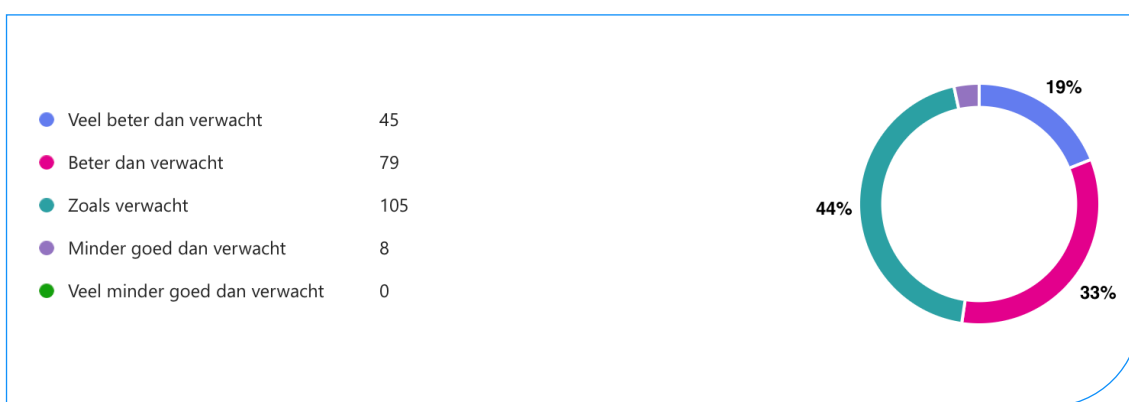 Veel beter dan verwacht 45
Beter dan verwacht 79
Zoals verwacht 105
Minder goed dan verwacht 8
Veel minder goed dan verwacht 0
19%
44%
33%